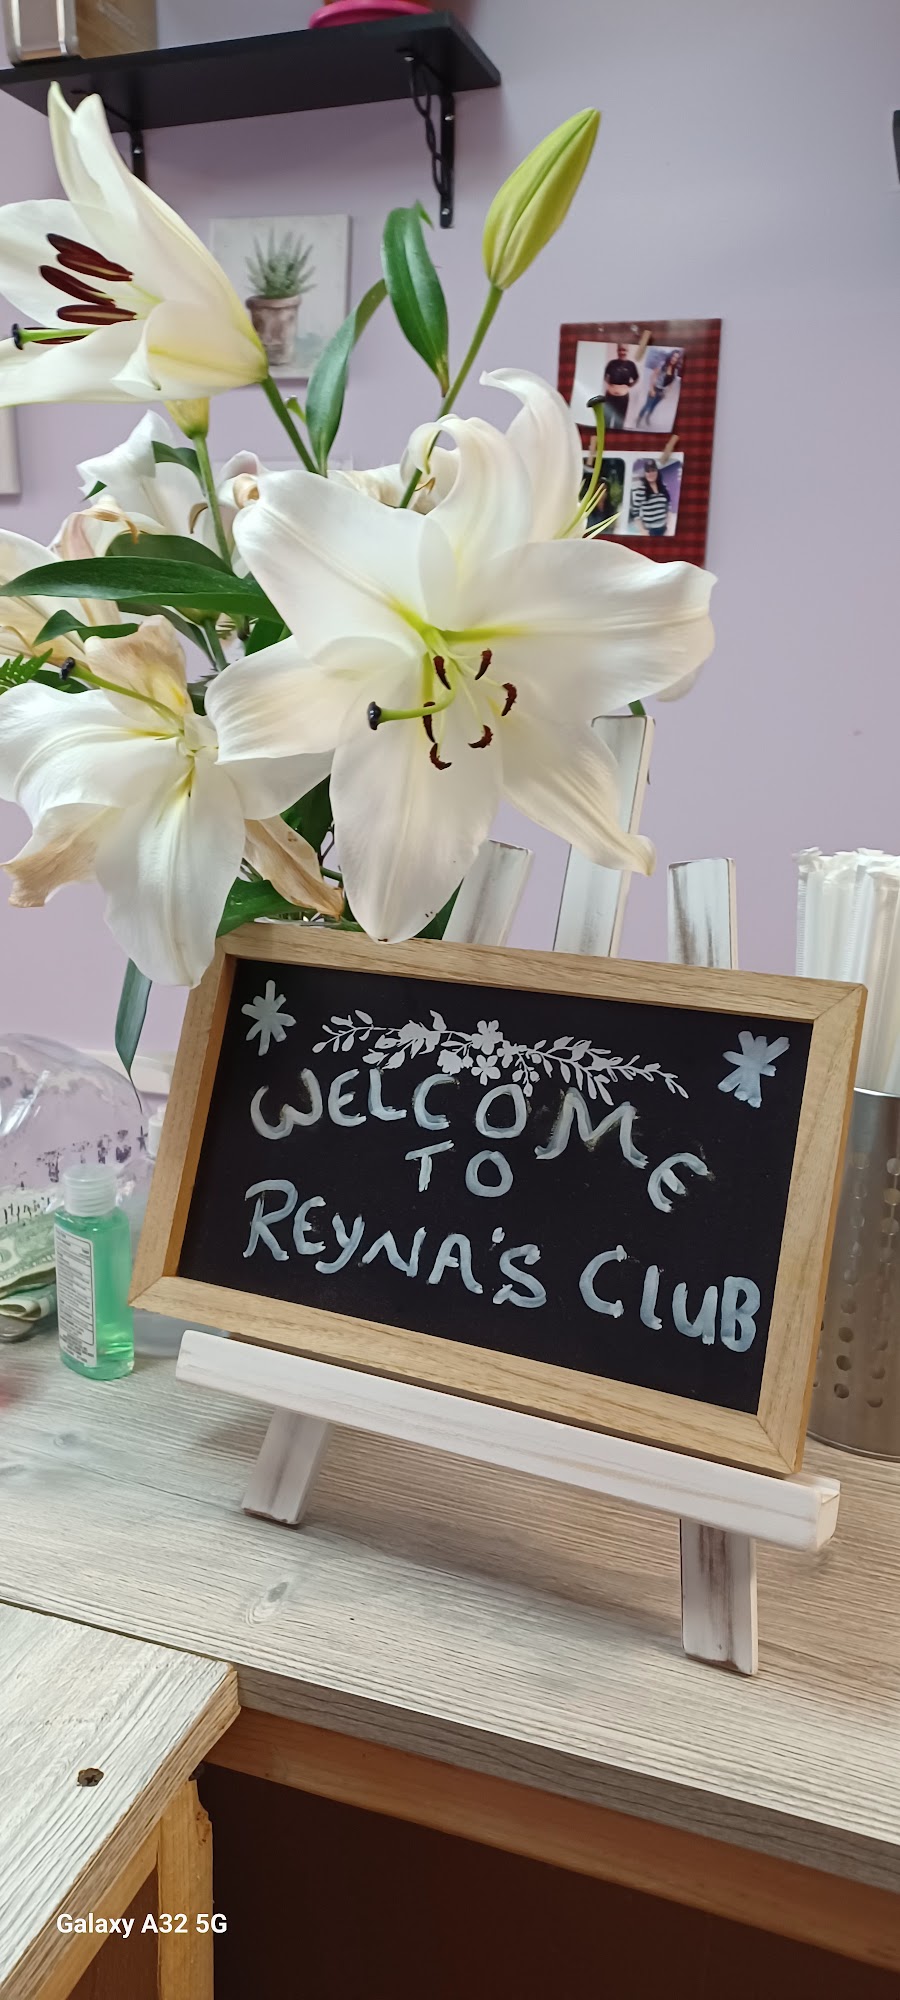 WELCOME
TO
REYNA'S CLUB
Galaxy A32 5G